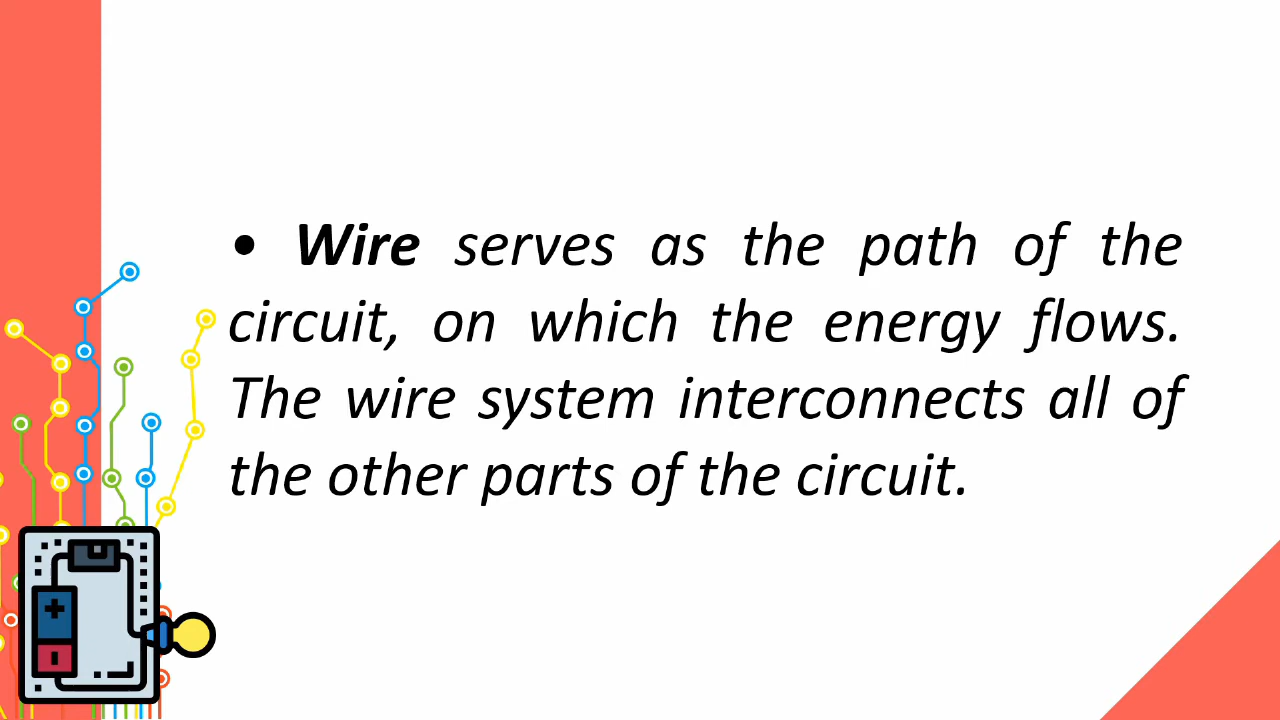 • Wire serves as the path of the
circuit, on which the energy flows.
The wire system interconnects all of
the other parts of the circuit.